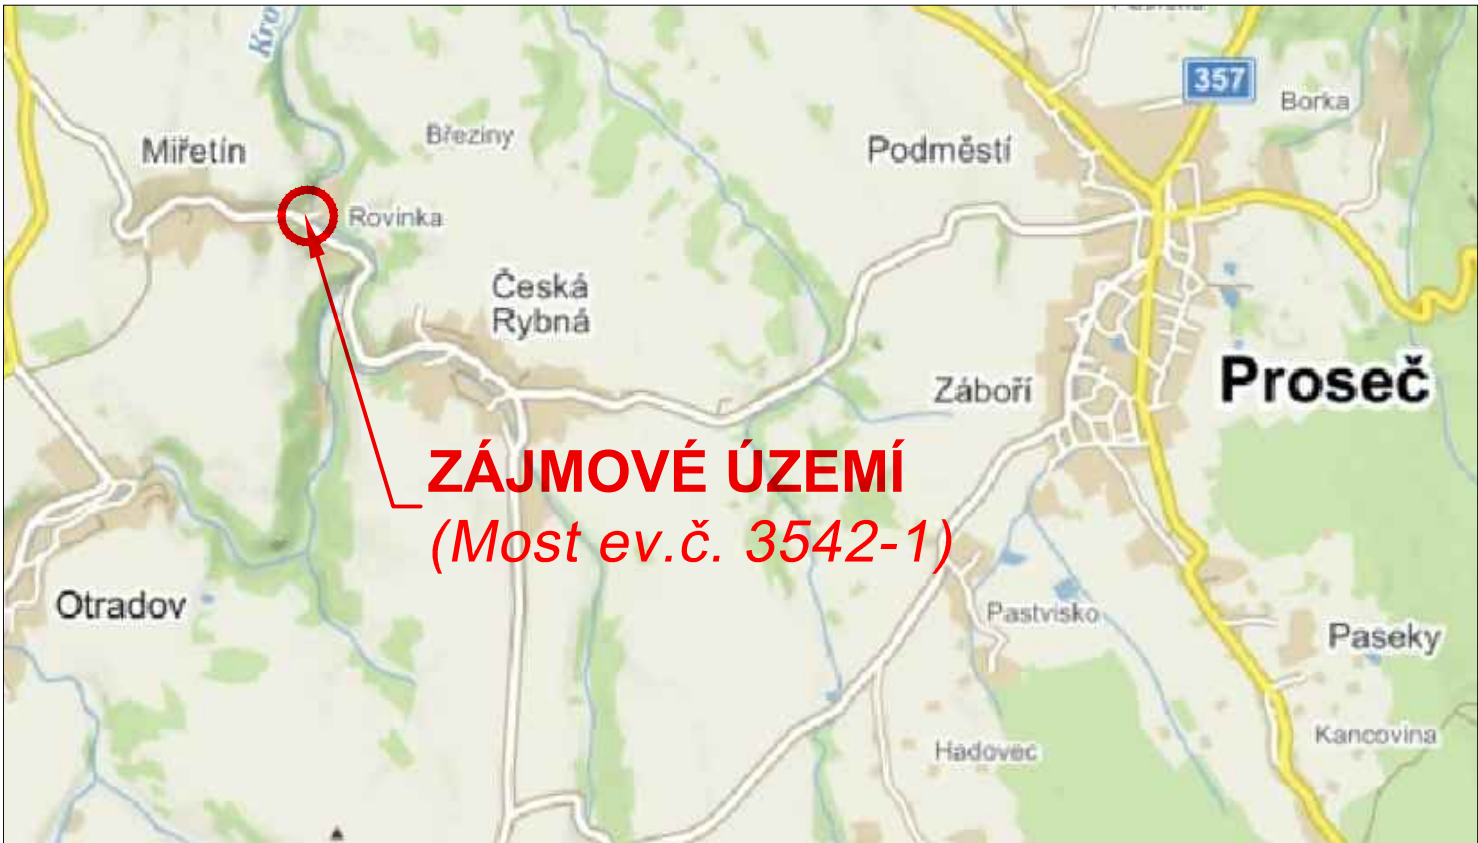 Kro
357
Borka
Miřetín
Březiny
Podměstí
Rovinka
Česká
Rybná
Proseč
Záboří
ZÁJMOVÉ ÚZEMÍ
(Most ev.č. 3542-1)
Otradov
Pastvisko
Paseky
Kancovina
Hadovec